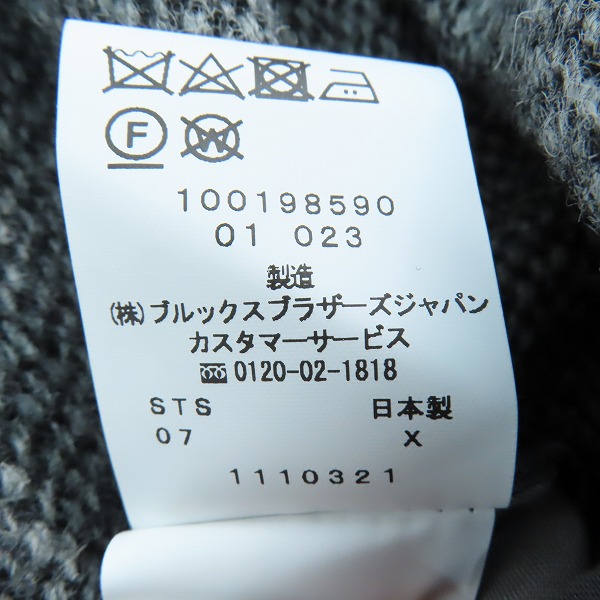 F W
100198590
01 023
製造
(株)ブルックスブラザーズジャパン
カスタマーサービス
0120-02-1818
STS 日本製
07 X
1110321